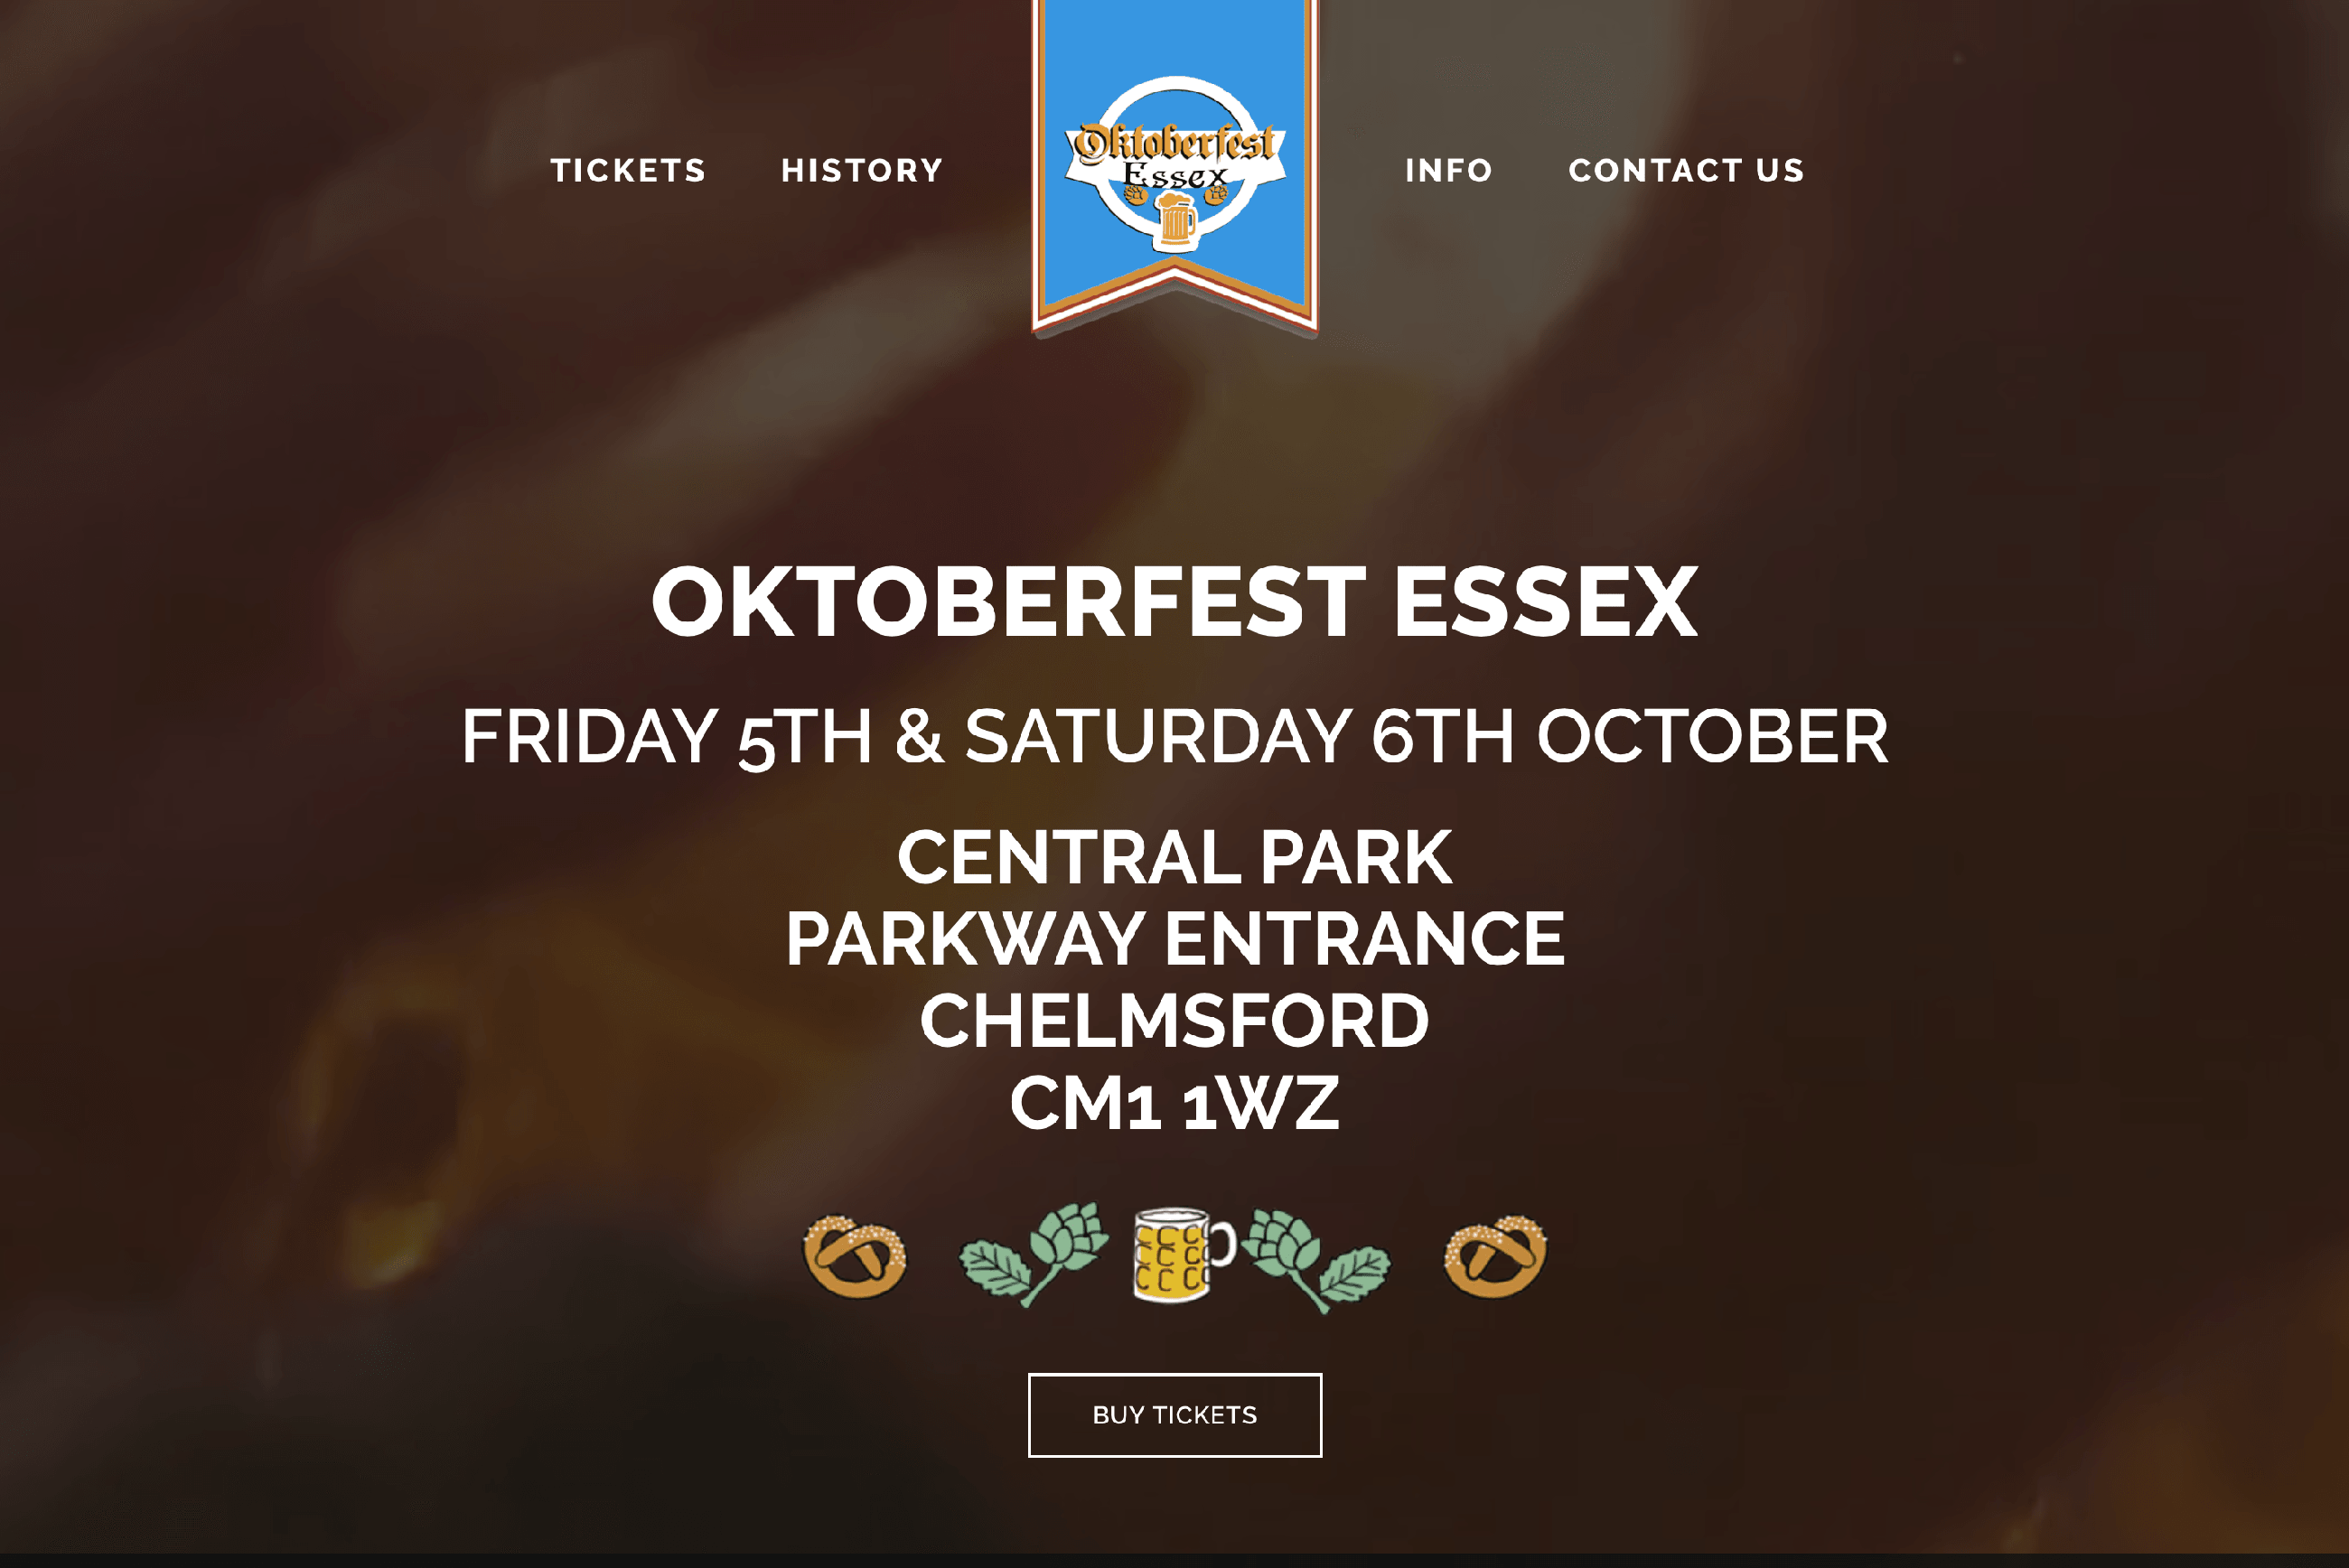 TICKETS
HISTORY
Oktoberfest
Essex
INFO
CONTACT US
OKTOBERFEST ESSEX
FRIDAY 5TH & SATURDAY 6TH OCTOBER
CENTRAL PARK
PARKWAY ENTRANCE
CHELMSFORD
CM1 1WZ
BUY TICKETS